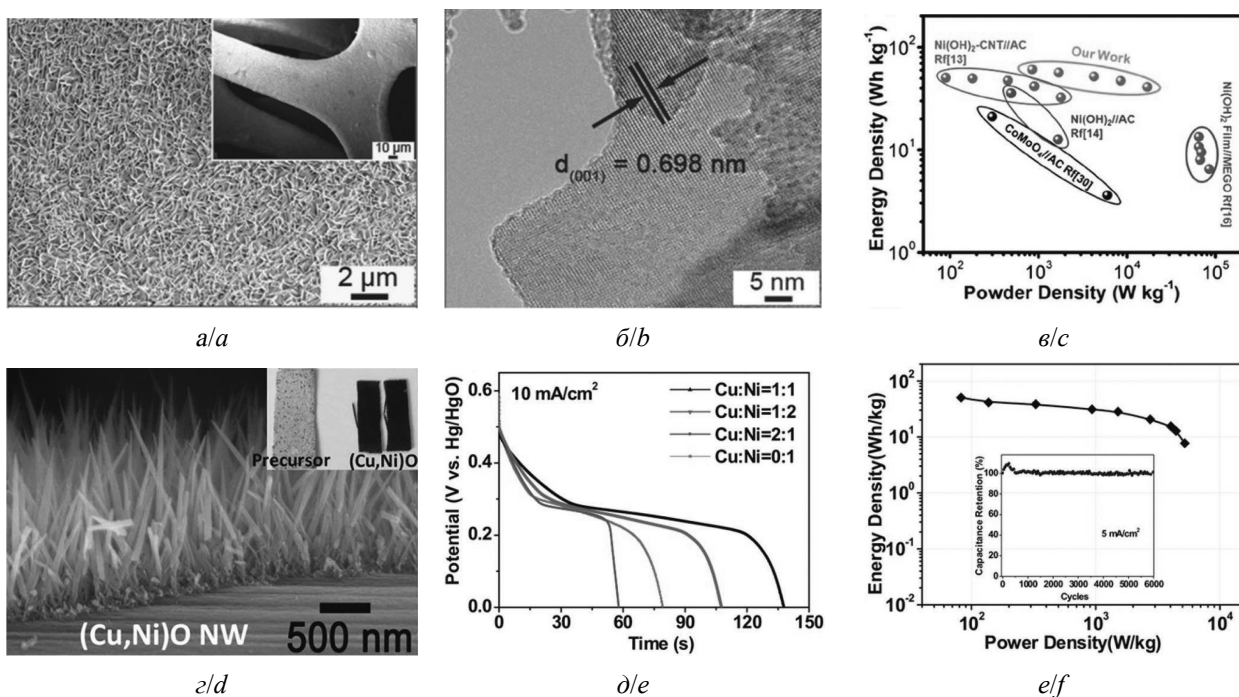 10 µm
2 µm
а/a
d(001) = 0.698 nm
5 nm
б/b
Energy Density (Wh kg⁻¹)
10²
10¹
10⁰
Ni(OH)₂-CNT//AC
Rf[13]
Our Work
Ni(OH)₂//AC
Rf[14]
CoMoO₄//AC Rf[30]
Ni(OH)₂ Film//MEGO Rf[16]
10² 10³ 10⁴ 10⁵
Powder Density (W kg⁻¹)
в/c
Precursor (Cu,Ni)O
(Cu,Ni)O NW
500 nm
г/d
Potential (V vs. Hg/HgO)
0.6
0.4
0.2
0.0
10 mA/cm²
Cu:Ni=1:1
Cu:Ni=1:2
Cu:Ni=2:1
Cu:Ni=0:1
0 30 60 90 120 150
Time (s)
д/e
Energy Density(Wh/kg)
10²
10¹
10⁰
10⁻¹
10⁻²
Capacitance Retention (%)
100
80
60
40
20
0
5 mA/cm²
0 1000 2000 3000 4000 5000 6000
Cycles
10² 10³ 10⁴
Power Density(W/kg)
е/f